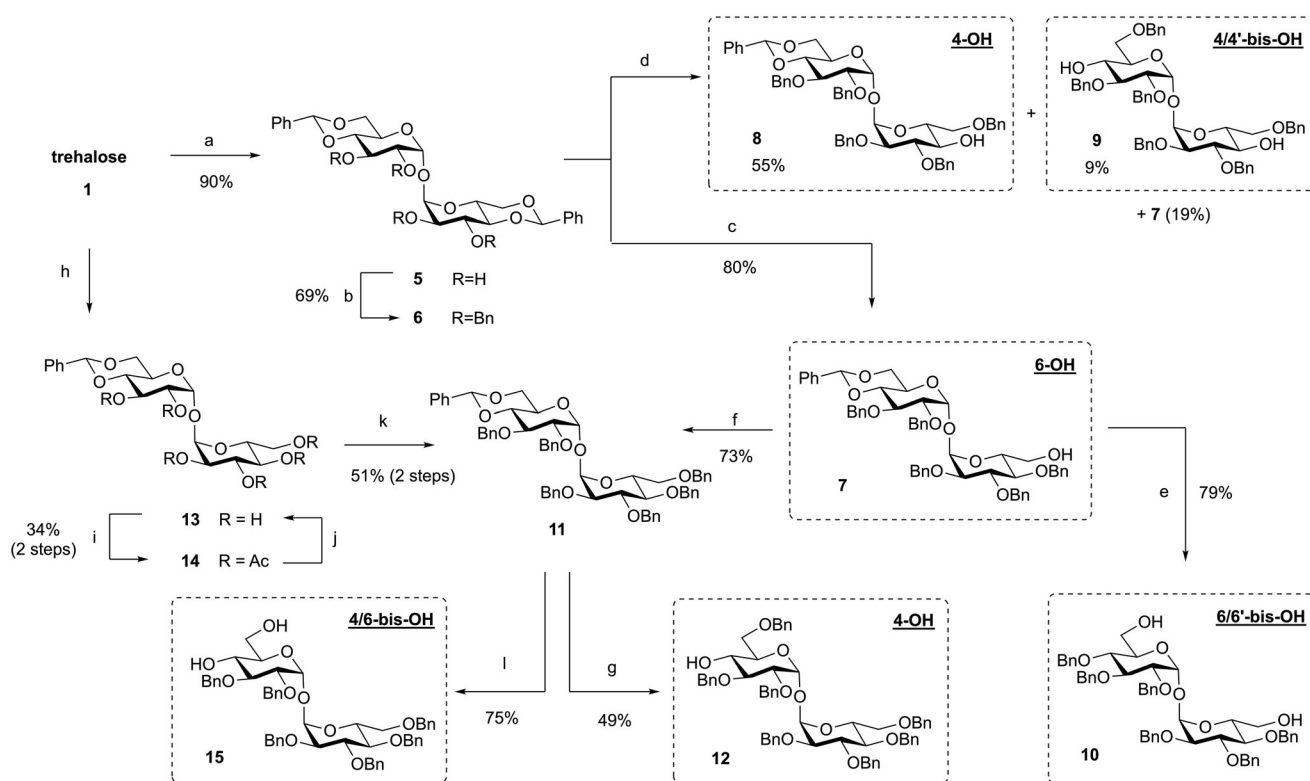 4-OH
4/4'-bis-OH
OBn
Ph
O
O
O
BnO
BnO
O
O
OBn
BnO
OH
OBn
8
55%
+
HO
O
BnO
BnO
O
O
OBn
BnO
OH
OBn
9
9%
+ 7 (19%)
d
trehalose
1
a
90%
Ph
O
O
O
RO
RO
O
O
O
RO
O
Ph
OR
5 R=H
69% b
6 R=Bn
c
80%
h
6-OH
Ph
O
O
O
BnO
BnO
O
O
OH
BnO
OBn
OBn
7
f
73%
e
79%
Ph
O
O
O
RO
RO
O
O
OR
RO
OR
OR
13 R = H
34%
(2 steps)
i
j
14 R = Ac
k
51% (2 steps)
Ph
O
O
O
BnO
BnO
O
O
OBn
BnO
OBn
OBn
11
4/6-bis-OH
OH
HO
O
BnO
BnO
O
O
OBn
BnO
OBn
OBn
15
l
75%
g
49%
4-OH
OBn
HO
O
BnO
BnO
O
O
OBn
BnO
OBn
OBn
12
6/6'-bis-OH
OH
BnO
O
BnO
BnO
O
O
OH
BnO
OBn
OBn
10